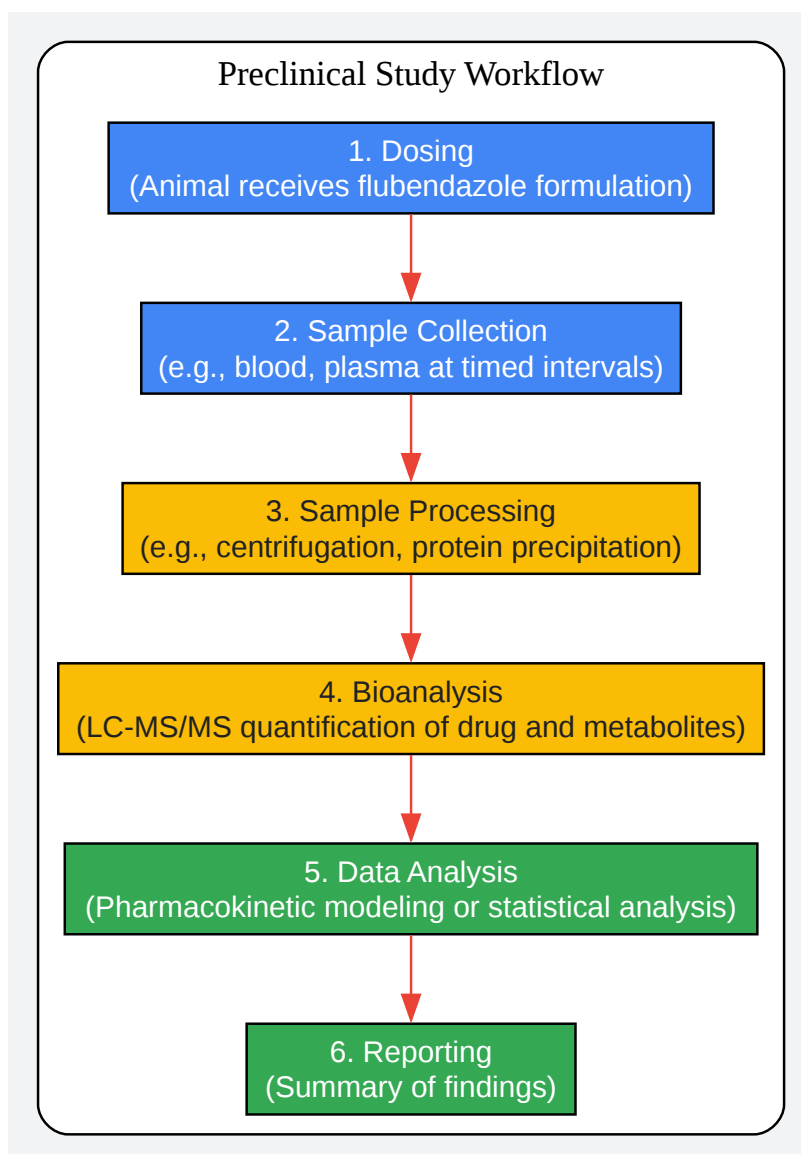 Preclinical Study Workflow
1. Dosing
(Animal receives flubendazole formulation)
2. Sample Collection
(e.g., blood, plasma at timed intervals)
3. Sample Processing
(e.g., centrifugation, protein precipitation)
4. Bioanalysis
(LC-MS/MS quantification of drug and metabolites)
5. Data Analysis
(Pharmacokinetic modeling or statistical analysis)
6. Reporting
(Summary of findings)